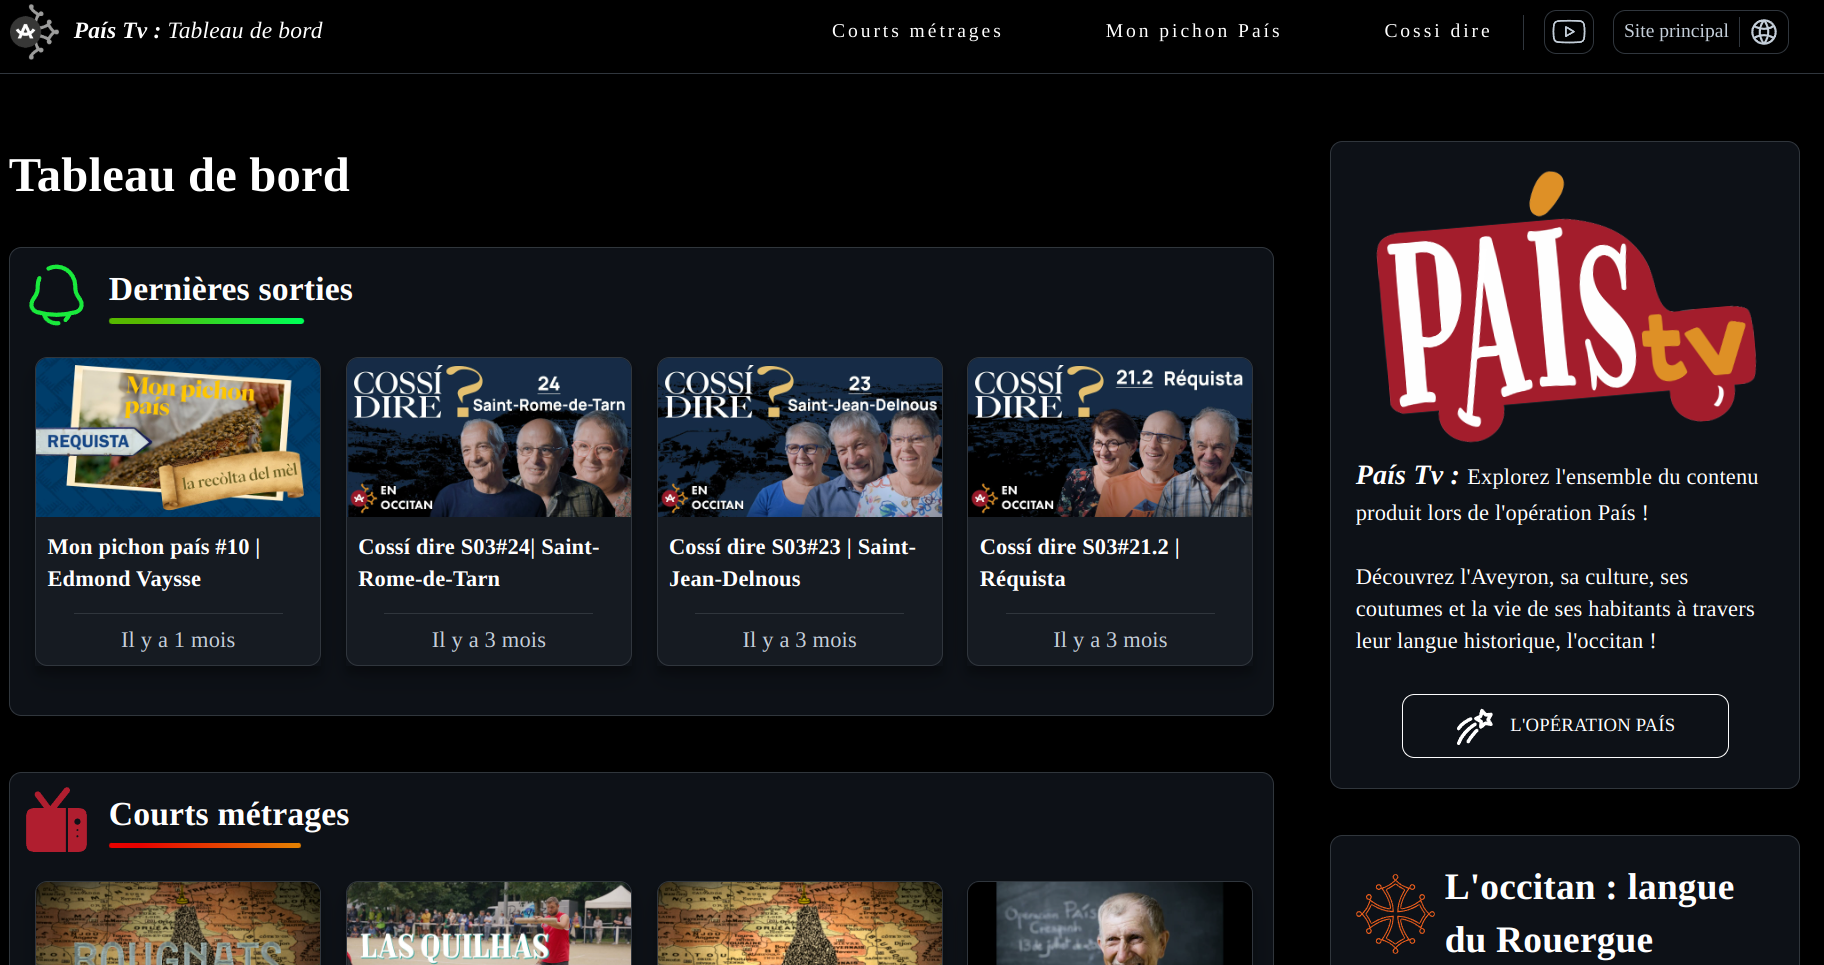 País Tv : Tableau de bord
Courts métrages
Mon pichon País
Cossi dire
Site principal
Tableau de bord
Dernières sorties
Mon pichon
país
REQUISTA
la recòlta del mèl
Mon pichon país #10 |
Edmond Vaysse
Il y a 1 mois
COSSÍ
DIRE
?
24
Saint-Rome-de-Tarn
EN
OCCITAN
Cossí dire S03#24| Saint-
Rome-de-Tarn
Il y a 3 mois
COSSÍ
DIRE
?
23
Saint-Jean-Delnous
EN
OCCITAN
Cossí dire S03#23 | Saint-
Jean-Delnous
Il y a 3 mois
COSSÍ
DIRE
?
21.2 Réquista
EN
OCCITAN
Cossí dire S03#21.2 |
Réquista
Il y a 3 mois
Courts métrages
ROUGNATS
LAS QUILHAS
Operacion País
Crespinh
13 de julhet de
PAÍS
tv
País Tv : Explorez l'ensemble du contenu
produit lors de l'opération País !
Découvrez l'Aveyron, sa culture, ses
coutumes et la vie de ses habitants à travers
leur langue historique, l'occitan !
L'OPÉRATION PAÍS
L'occitan : langue
du Rouergue